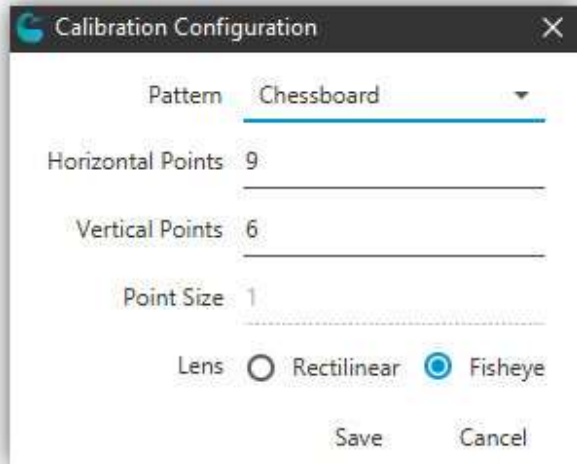 Calibration Configuration
Pattern Chessboard
Horizontal Points 9
Vertical Points 6
Point Size 1
Lens Rectilinear Fisheye
Save Cancel